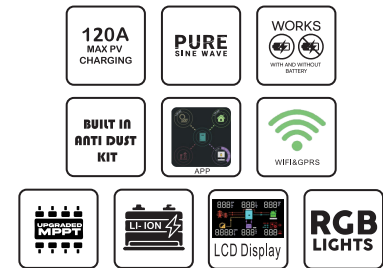 120A
MAX PV
CHARGING
PURE
SINE WAVE
WORKS
WITH AND WITHOUT
BATTERY
BUILT IN
ANTI DUST
KIT
APP
WIFI&GPRS
UPGRADED
MPPT
LI- ION
LCD Display
RGB
LIGHTS